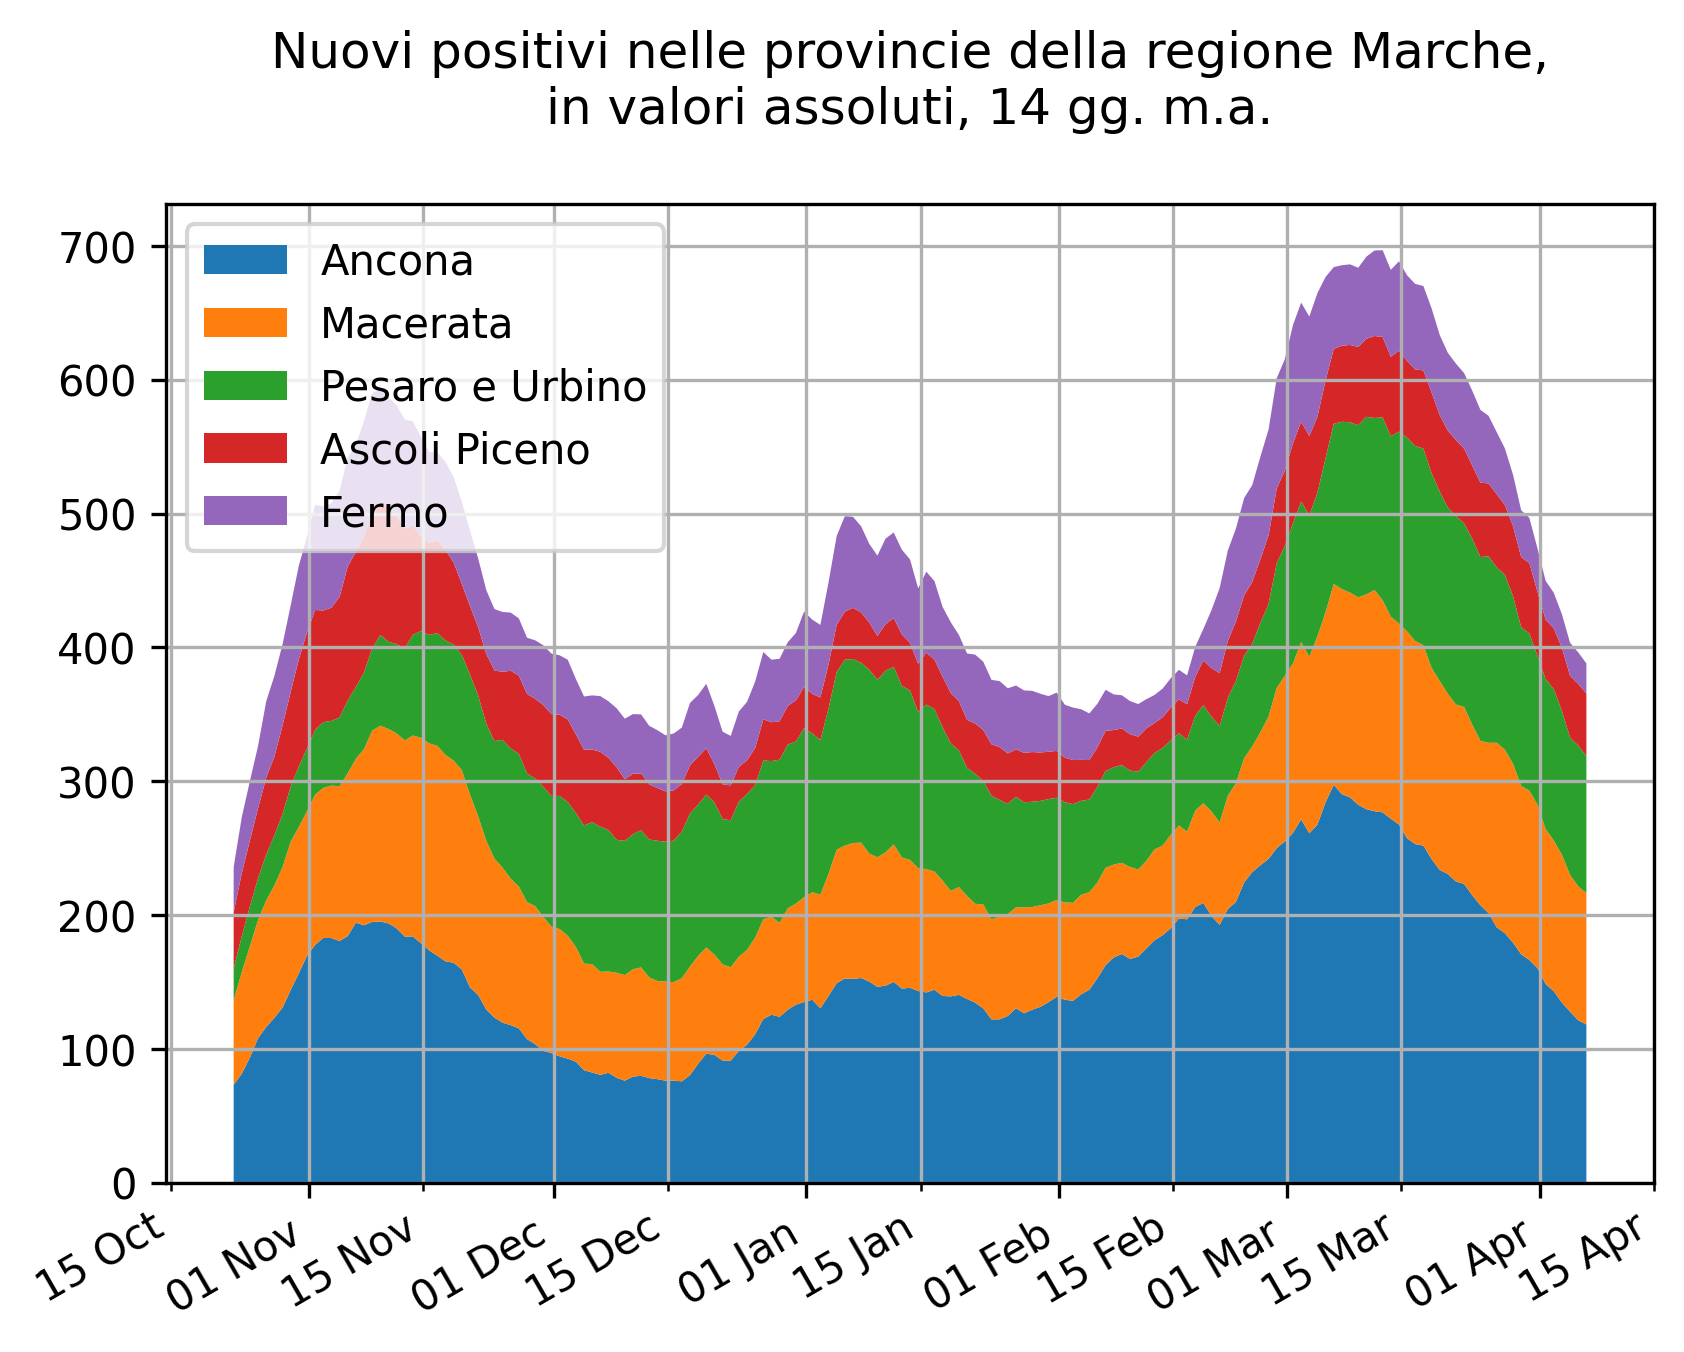 Nuovi positivi nelle provincie della regione Marche,
in valori assoluti, 14 gg. m.a.
700
600
500
400
300
200
100
0
Ancona
Macerata
Pesaro e Urbino
Ascoli Piceno
Fermo
15 Oct
01 Nov
15 Nov
01 Dec
15 Dec
01 Jan
15 Jan
01 Feb
15 Feb
01 Mar
15 Mar
01 Apr
15 Apr